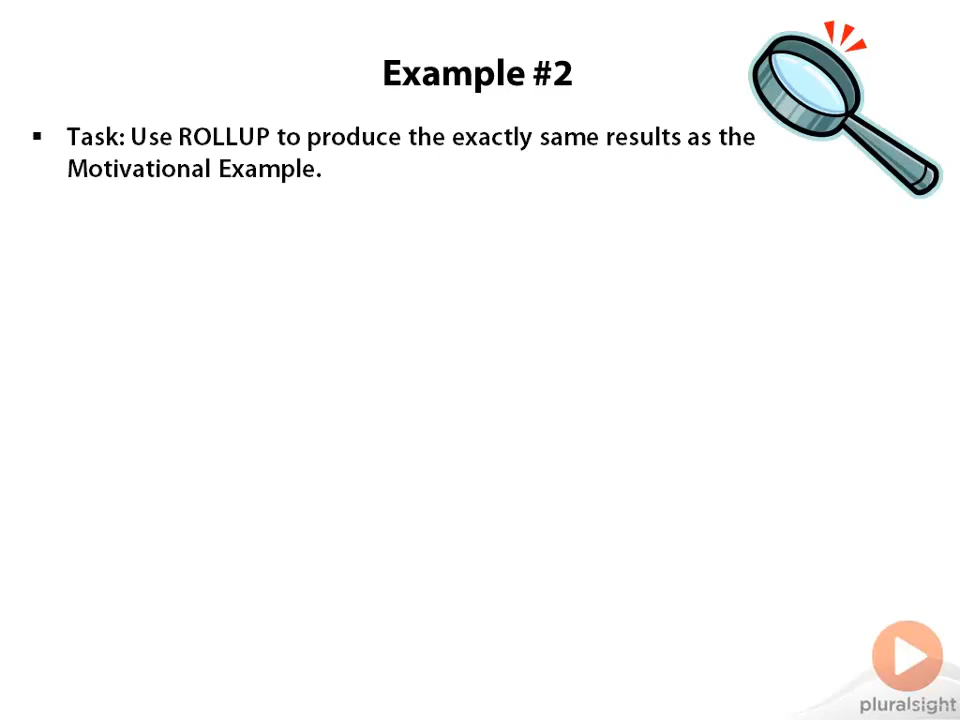 Example #2
▪ Task: Use ROLLUP to produce the exactly same results as the
Motivational Example.
pluralsight